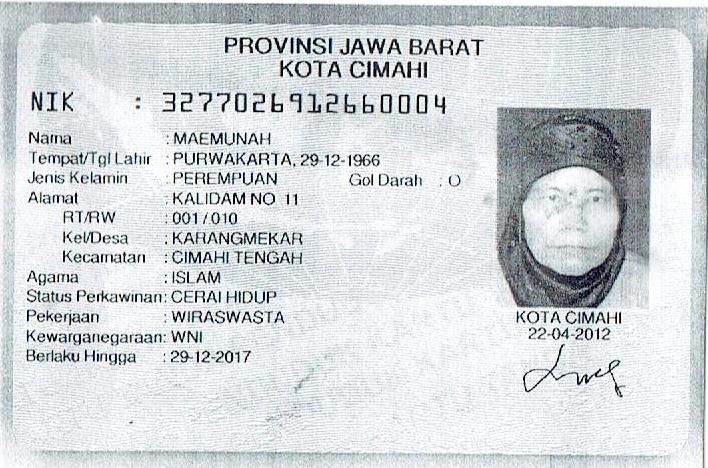 PROVINSI JAWA BARAT
KOTA CIMAHI
NIK : 3277026912660004
Nama : MAEMUNAH
Tempat/Tgl Lahir : PURWAKARTA, 29-12-1966
Jenis Kelamin : PEREMPUAN Gol Darah : O
Alamat : KALIDAM NO 11
RT/RW : 001 / 010
Kel/Desa : KARANGMEKAR
Kecamatan : CIMAHI TENGAH
Agama : ISLAM
Status Perkawinan: CERAI HIDUP
Pekerjaan : WIRASWASTA
Kewarganegaraan: WNI
Berlaku Hingga : 29-12-2017
KOTA CIMAHI
22-04-2012